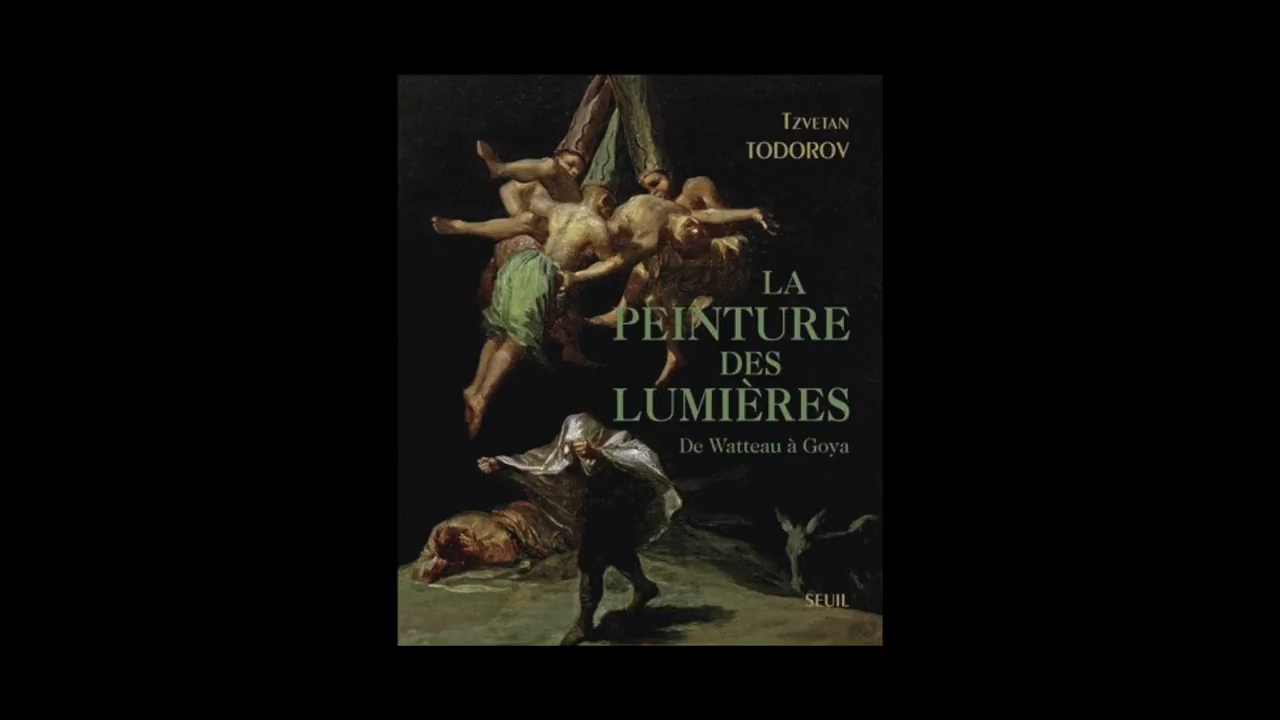 Tzvetan
TODOROV
LA
PEINTURE
DES
LUMIÈRES
De Watteau à Goya
SEUIL